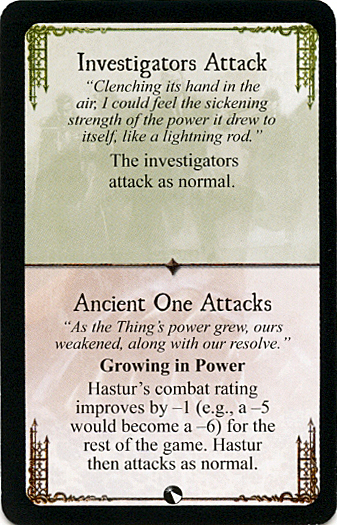 Investigators Attack
“Clenching its hand in the
air, I could feel the sickening
strength of the power it drew to
itself, like a lightning rod.”
The investigators
attack as normal.
Ancient One Attacks
“As the Thing’s power grew, ours
weakened, along with our resolve.”
Growing in Power
Hastur’s combat rating
improves by –1 (e.g., a –5
would become a –6) for the
rest of the game. Hastur
then attacks as normal.